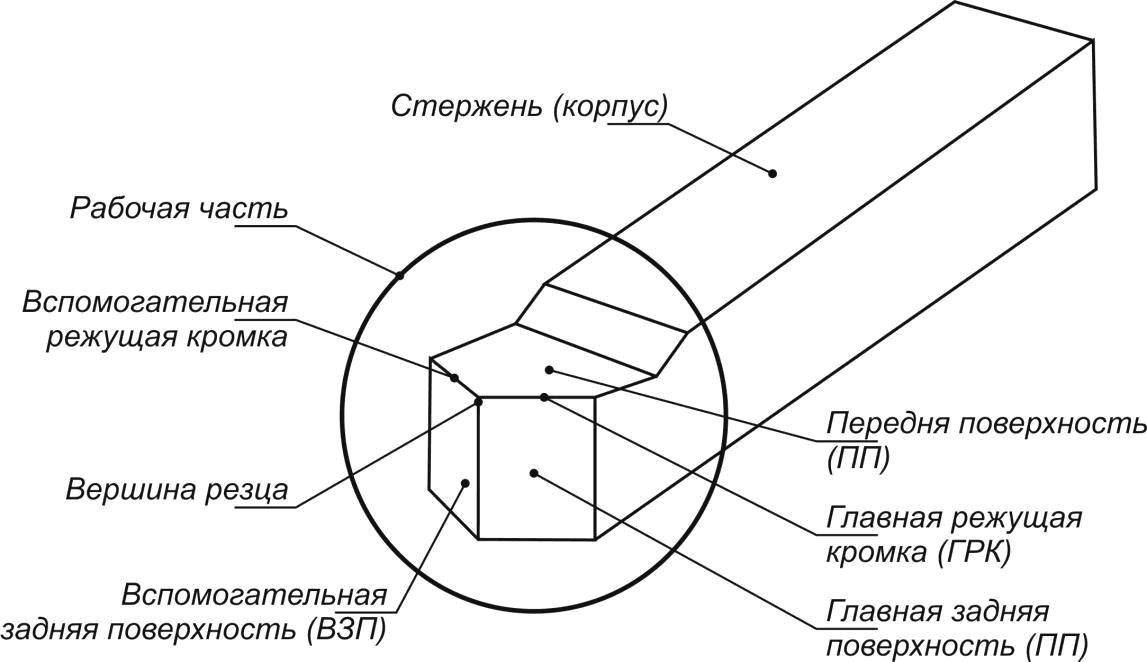 Стержень (корпус)
Рабочая часть
Вспомогательная
режущая кромка
Вершина резца
Вспомогательная
задняя поверхность (ВЗП)
Передня поверхность
(ПП)
Главная режущая
кромка (ГРК)
Главная задняя
поверхность (ПП)